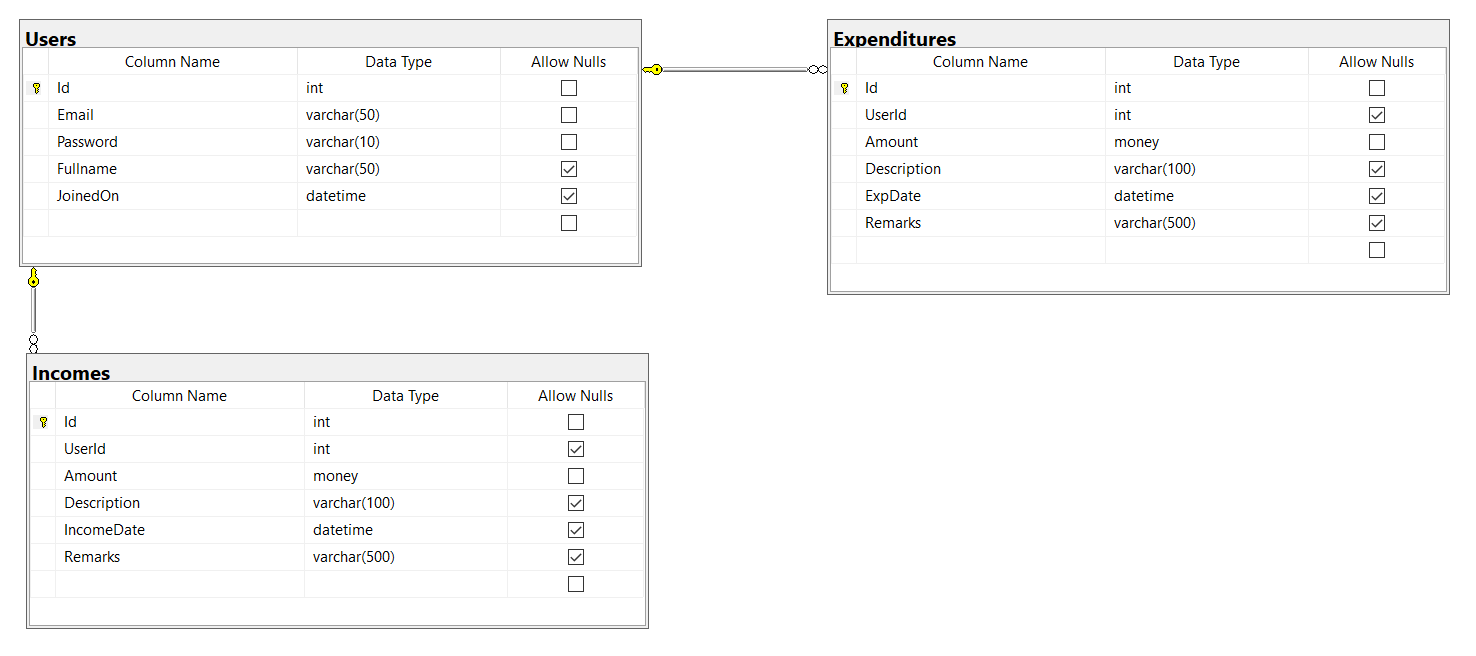 Users
Column Name Data Type Allow Nulls
Id int
Email varchar(50)
Password varchar(10)
Fullname varchar(50)
JoinedOn datetime
Expenditures
Column Name Data Type Allow Nulls
Id int
UserId int
Amount money
Description varchar(100)
ExpDate datetime
Remarks varchar(500)
Incomes
Column Name Data Type Allow Nulls
Id int
UserId int
Amount money
Description varchar(100)
IncomeDate datetime
Remarks varchar(500)